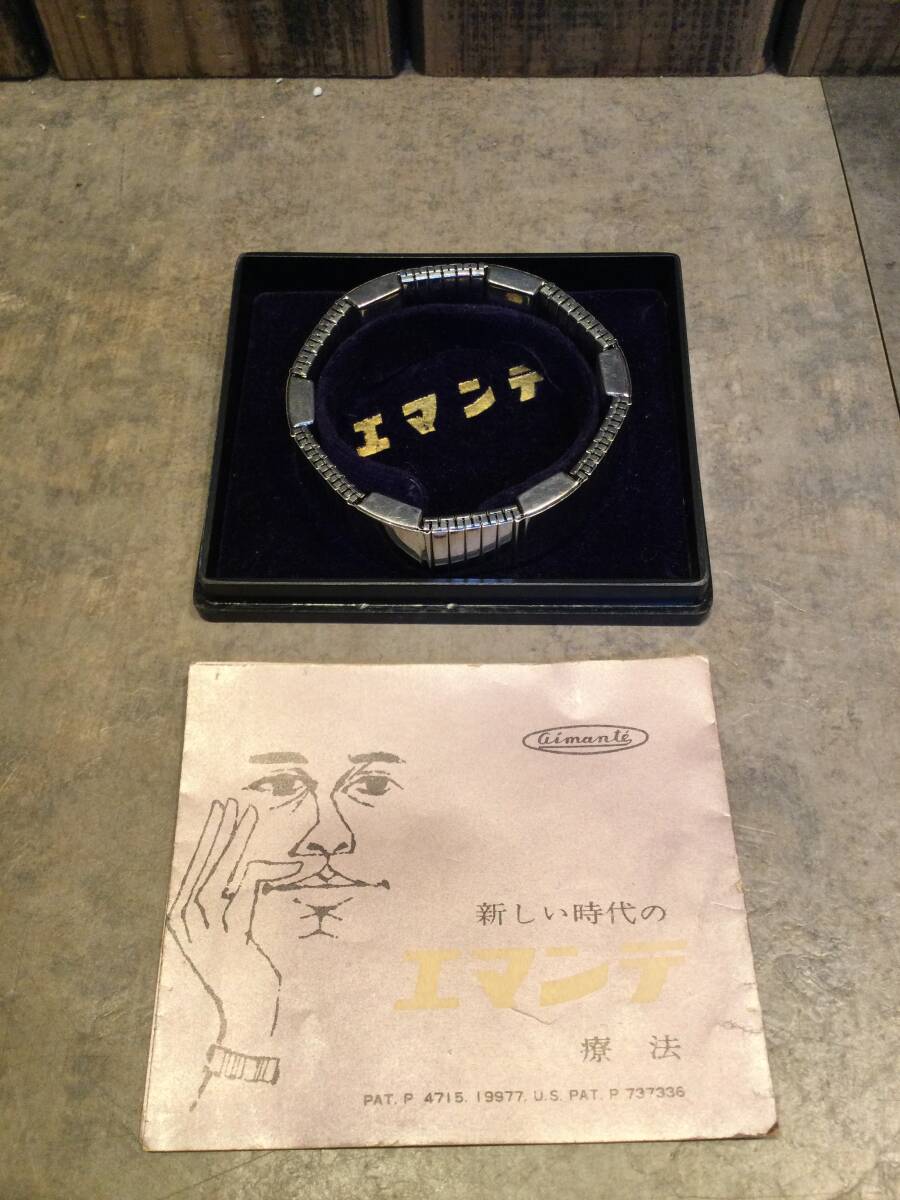 エマンテ
Aimanté
新しい時代の
エマンテ
療法
PAT. P 4715. 19977. U.S. PAT. P 737336